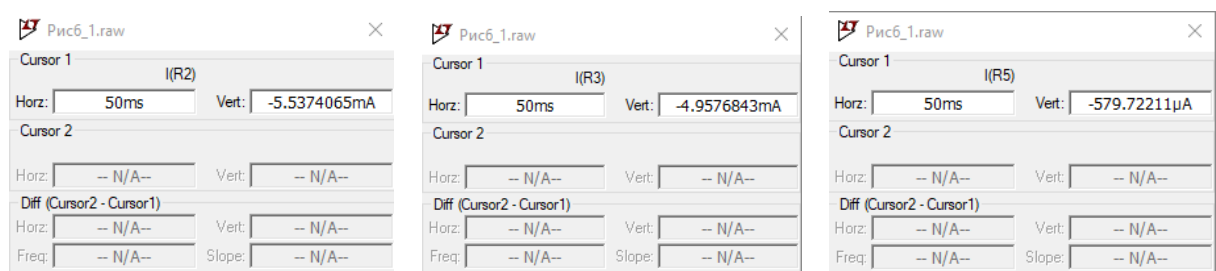 Рис6_1.raw
Cursor 1
I(R2)
Horz: 50ms Vert: -5.5374065mA
Cursor 2
Horz: -- N/A-- Vert: -- N/A--
Diff (Cursor2 - Cursor1)
Horz: -- N/A-- Vert: -- N/A--
Freq: -- N/A-- Slope: -- N/A--
Рис6_1.raw
Cursor 1
I(R3)
Horz: 50ms Vert: -4.9576843mA
Cursor 2
Horz: -- N/A-- Vert: -- N/A--
Diff (Cursor2 - Cursor1)
Horz: -- N/A-- Vert: -- N/A--
Freq: -- N/A-- Slope: -- N/A--
Рис6_1.raw
Cursor 1
I(R5)
Horz: 50ms Vert: -579.72211µA
Cursor 2
Horz: -- N/A-- Vert: -- N/A--
Diff (Cursor2 - Cursor1)
Horz: -- N/A-- Vert: -- N/A--
Freq: -- N/A-- Slope: -- N/A--